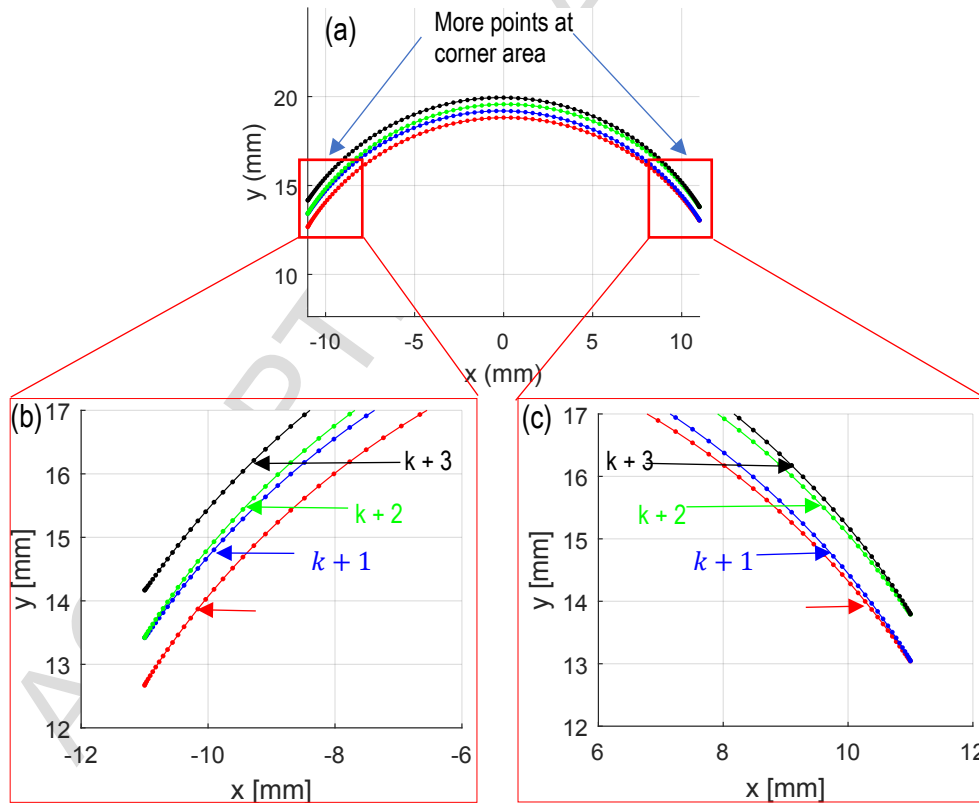 (a)
More points at
corner area
20
15
10
y (mm)
-10
-5
0
5
10
x (mm)
(b)
17
16
15
14
13
12
y [mm]
k + 3
k + 2
k + 1
-12
-10
-8
-6
x [mm]
(c)
17
16
15
14
13
12
y [mm]
k + 3
k + 2
k + 1
6
8
10
12
x [mm]